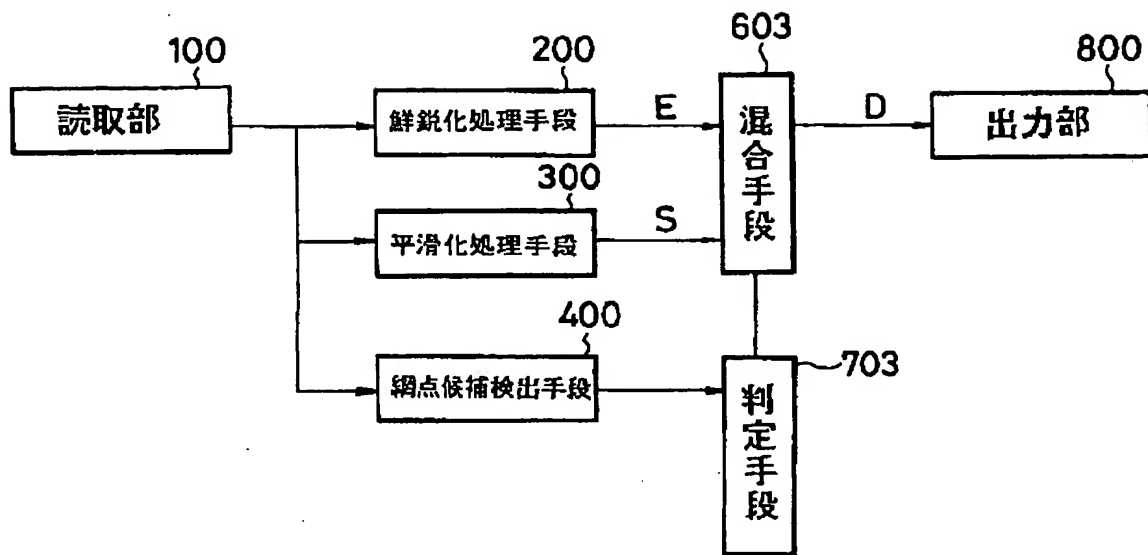 100
読取部
200
鮮鋭化処理手段
E
603
混合手段
D
800
出力部
300
平滑化処理手段
S
400
網点候補検出手段
703
判定手段